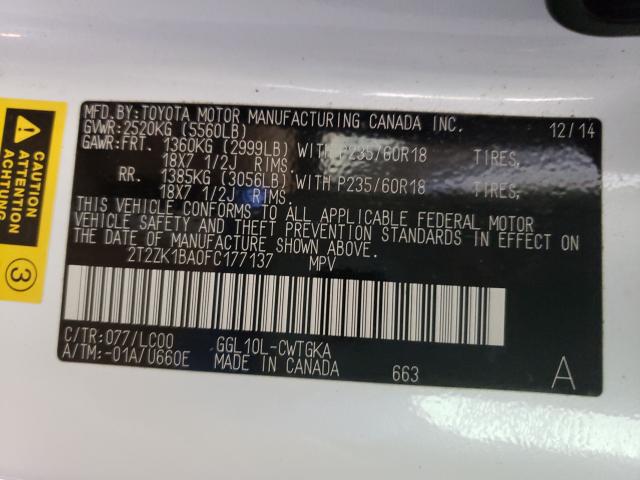 MFD.BY:TOYOTA MOTOR MANUFACTURING CANADA INC. 12/14
GVWR:2520KG (5560LB)
GAWR:FRT. 1360KG (2999LB) WITH P235/60R18 TIRES,
18X7 1/2J RIMS.
RR. 1385KG (3056LB) WITH P235/60R18 TIRES,
18X7 1/2J RIMS.
THIS VEHICLE CONFORMS TO ALL APPLICABLE FEDERAL MOTOR
VEHICLE SAFETY AND THEFT PREVENTION STANDARDS IN EFFECT ON
THE DATE OF MANUFACTURE SHOWN ABOVE.
2T2ZK1BA0FC177137 MPV
C/TR:077/LC00 GGL10L-CWTGKA
A/TM:-01A/U660E MADE IN CANADA 663 A
CAUTION
ATTENTION
ACHTUNG
3